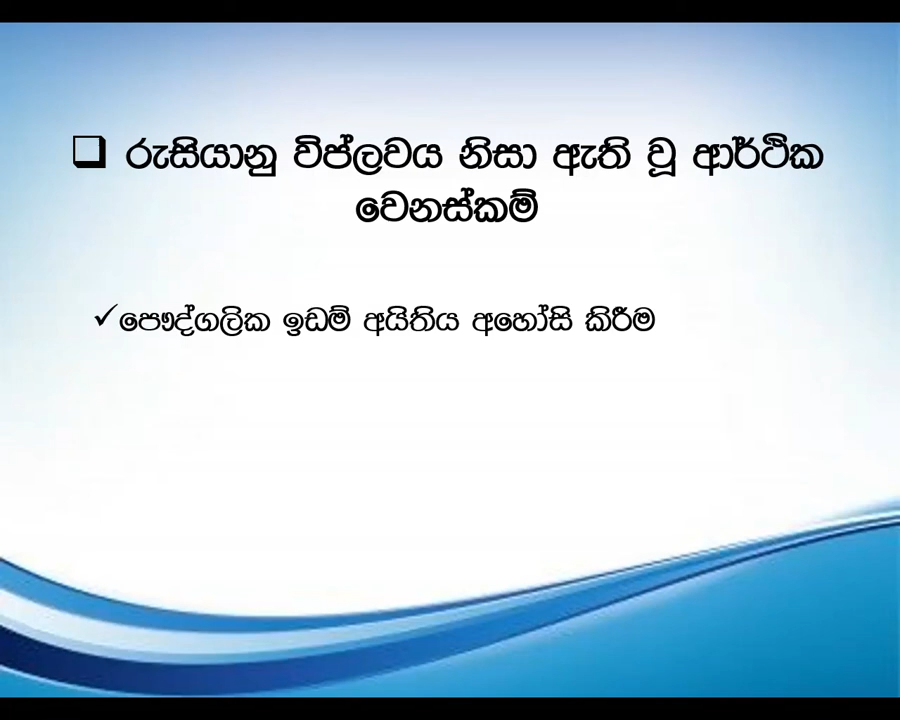 ❑ රුසියානු විප්ලවය නිසා ඇති වූ ආර්ථික
වෙනස්කම්
✓පෞද්ගලික ඉඩම් අයිතිය අහෝසි කිරීම